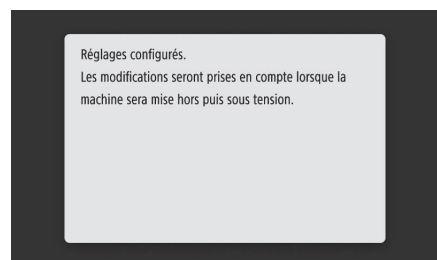 Réglages configurés.
Les modifications seront prises en compte lorsque la
machine sera mise hors puis sous tension.